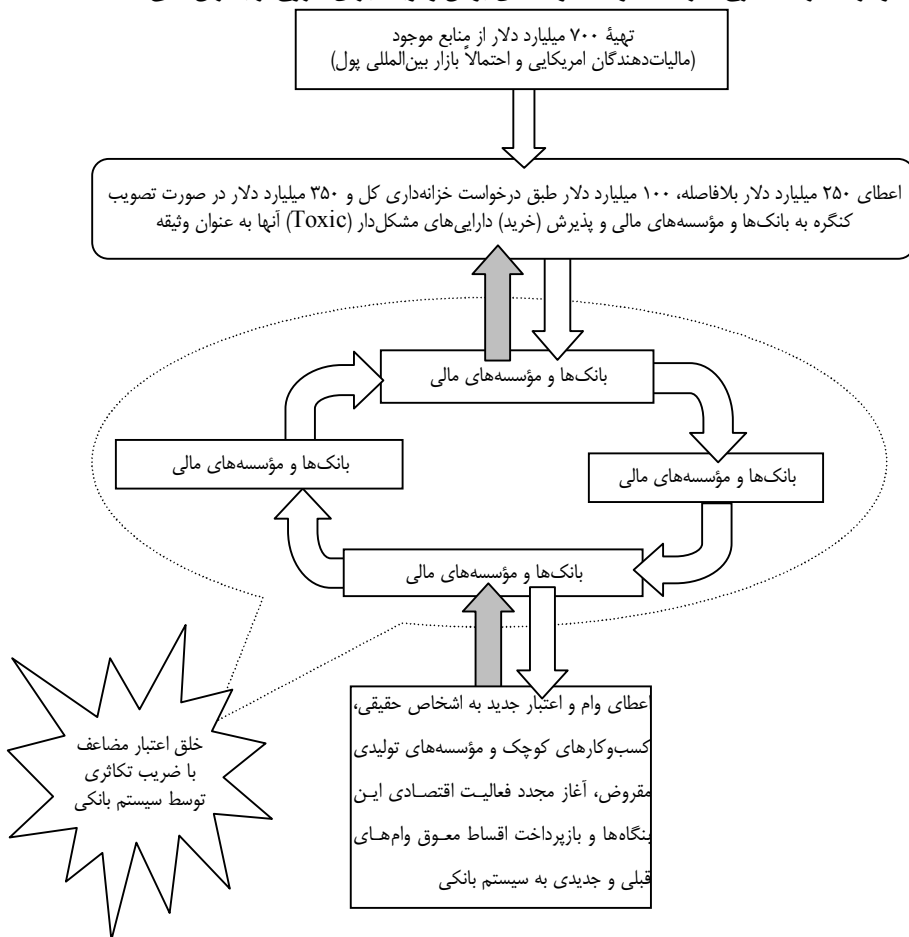 تهیهٔ ۷۰۰ میلیارد دلار از منابع موجود
(مالیات‌دهندگان امریکایی و احتمالاً بازار بین‌المللی پول)
اعطای ۲۵۰ میلیارد دلار بلافاصله، ۱۰۰ میلیارد دلار طبق درخواست خزانه‌داری کل و ۳۵۰ میلیارد دلار در صورت تصویب
کنگره به بانک‌ها و مؤسسه‌های مالی و پذیرش (خرید) دارایی‌های مشکل‌دار (Toxic) آنها به عنوان وثیقه
بانک‌ها و مؤسسه‌های مالی
بانک‌ها و مؤسسه‌های مالی
بانک‌ها و مؤسسه‌های مالی
بانک‌ها و مؤسسه‌های مالی
اعطای وام و اعتبار جدید به اشخاص حقیقی،
کسب‌وکارهای کوچک و مؤسسه‌های تولیدی
مقروض، آغاز مجدد فعالیت اقتصادی این
بنگاه‌ها و بازپرداخت اقساط معوق وام‌های
قبلی و جدیدی به سیستم بانکی
خلق اعتبار مضاعف
با ضریب تکاثری
توسط سیستم بانکی